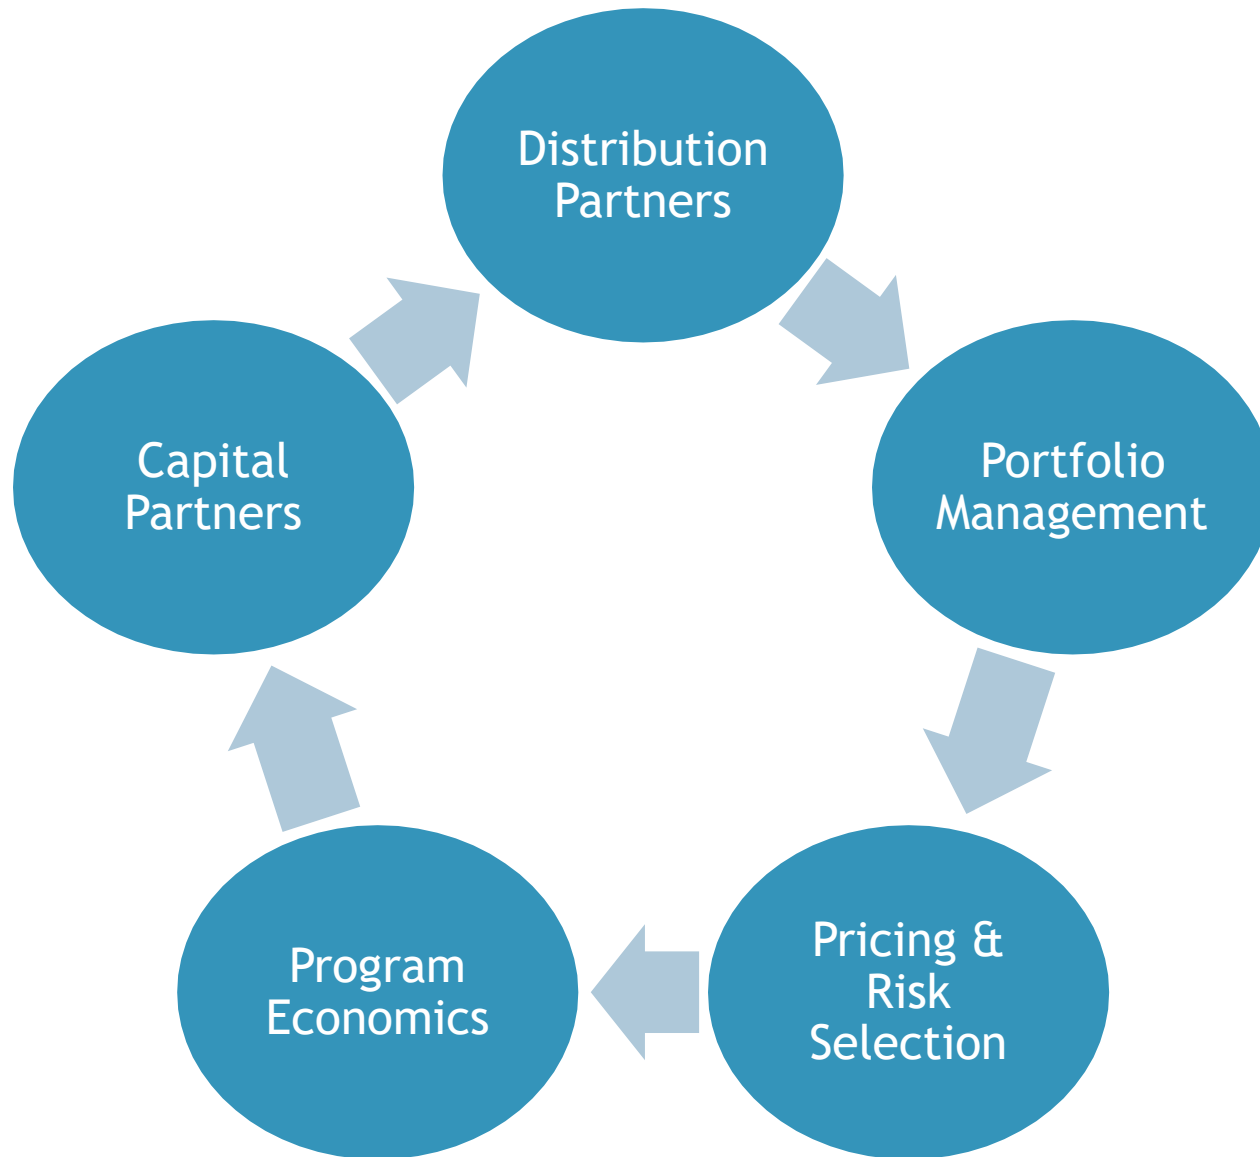 Distribution
Partners
Portfolio
Management
Pricing &
Risk
Selection
Program
Economics
Capital
Partners